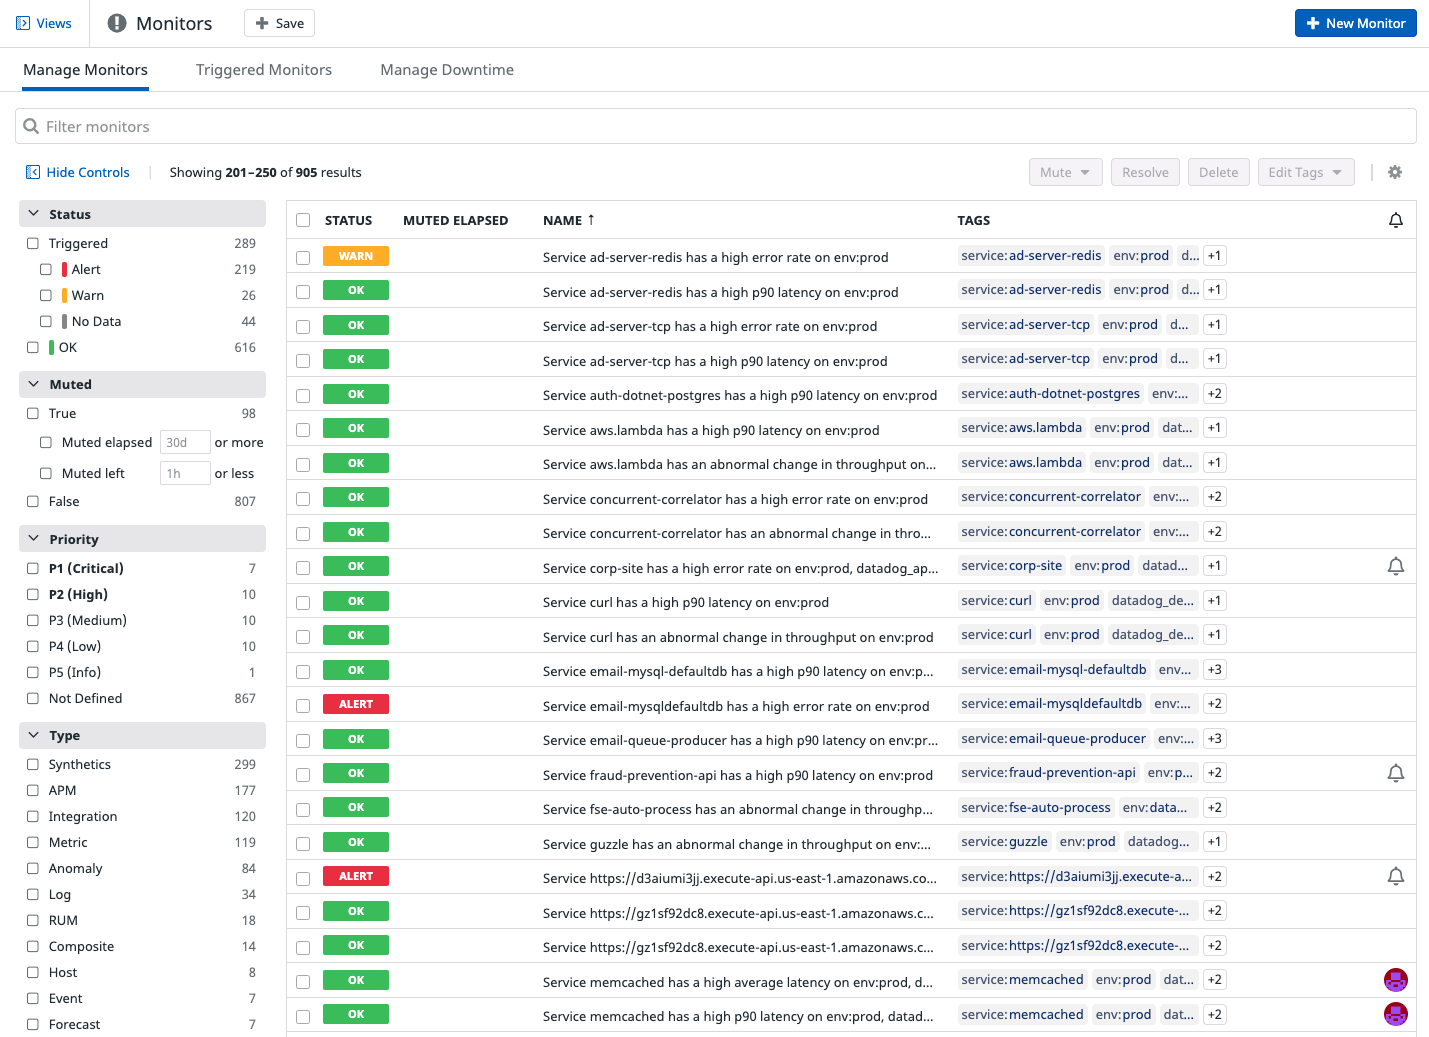 Views
Monitors
Save
New Monitor
Manage Monitors Triggered Monitors Manage Downtime
Filter monitors
Hide Controls Showing 201–250 of 905 results Mute Resolve Delete Edit Tags
Status
Triggered 289
Alert 219
Warn 26
No Data 44
OK 616
Muted
True 98
Muted elapsed 30d or more
Muted left 1h or less
False 807
Priority
P1 (Critical) 7
P2 (High) 10
P3 (Medium) 10
P4 (Low) 10
P5 (Info) 1
Not Defined 867
Type
Synthetics 299
APM 177
Integration 120
Metric 119
Anomaly 84
Log 34
RUM 18
Composite 14
Host 8
Event 7
Forecast 7
STATUS MUTED ELAPSED NAME ↑ TAGS
WARN Service ad-server-redis has a high error rate on env:prod service:ad-server-redis env:prod d... +1
OK Service ad-server-redis has a high p90 latency on env:prod service:ad-server-redis env:prod d... +1
OK Service ad-server-tcp has a high error rate on env:prod service:ad-server-tcp env:prod d... +1
OK Service ad-server-tcp has a high p90 latency on env:prod service:ad-server-tcp env:prod d... +1
OK Service auth-dotnet-postgres has a high p90 latency on env:prod service:auth-dotnet-postgres env:... +2
OK Service aws.lambda has a high p90 latency on env:prod service:aws.lambda env:prod dat... +1
OK Service aws.lambda has an abnormal change in throughput on... service:aws.lambda env:prod dat... +1
OK Service concurrent-correlator has a high error rate on env:prod service:concurrent-correlator env:... +2
OK Service concurrent-correlator has an abnormal change in thro... service:concurrent-correlator env:... +2
OK Service corp-site has a high error rate on env:prod, datadog_ap... service:corp-site env:prod datad... +1
OK Service curl has a high p90 latency on env:prod service:curl env:prod datadog_de... +1
OK Service curl has an abnormal change in throughput on env:prod service:curl env:prod datadog_de... +1
OK Service email-mysql-defaultdb has a high p90 latency on env:p... service:email-mysql-defaultdb env... +3
ALERT Service email-mysqldefaultdb has a high error rate on env:prod service:email-mysqldefaultdb env:... +2
OK Service email-queue-producer has a high p90 latency on env:pr... service:email-queue-producer env:... +3
OK Service fraud-prevention-api has a high p90 latency on env:prod service:fraud-prevention-api env:p... +2
OK Service fse-auto-process has an abnormal change in throughp... service:fse-auto-process env:data... +2
OK Service guzzle has an abnormal change in throughput on env:... service:guzzle env:prod datadog... +1
ALERT Service https://d3aiumi3jj.execute-api.us-east-1.amazonaws.co... service:https://d3aiumi3jj.execute-a... +2
OK Service https://gz1sf92dc8.execute-api.us-east-1.amazonaws.c... service:https://gz1sf92dc8.execute-... +2
OK Service https://gz1sf92dc8.execute-api.us-east-1.amazonaws.c... service:https://gz1sf92dc8.execute-... +2
OK Service memcached has a high average latency on env:prod, d... service:memcached env:prod dat... +2
OK Service memcached has a high p90 latency on env:prod, datad... service:memcached env:prod dat... +2